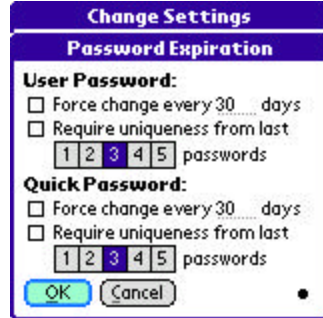 Change Settings
Password Expiration
User Password:
Force change every 30 days
Require uniqueness from last
1 2 3 4 5 passwords
Quick Password:
Force change every 30 days
Require uniqueness from last
1 2 3 4 5 passwords
OK Cancel